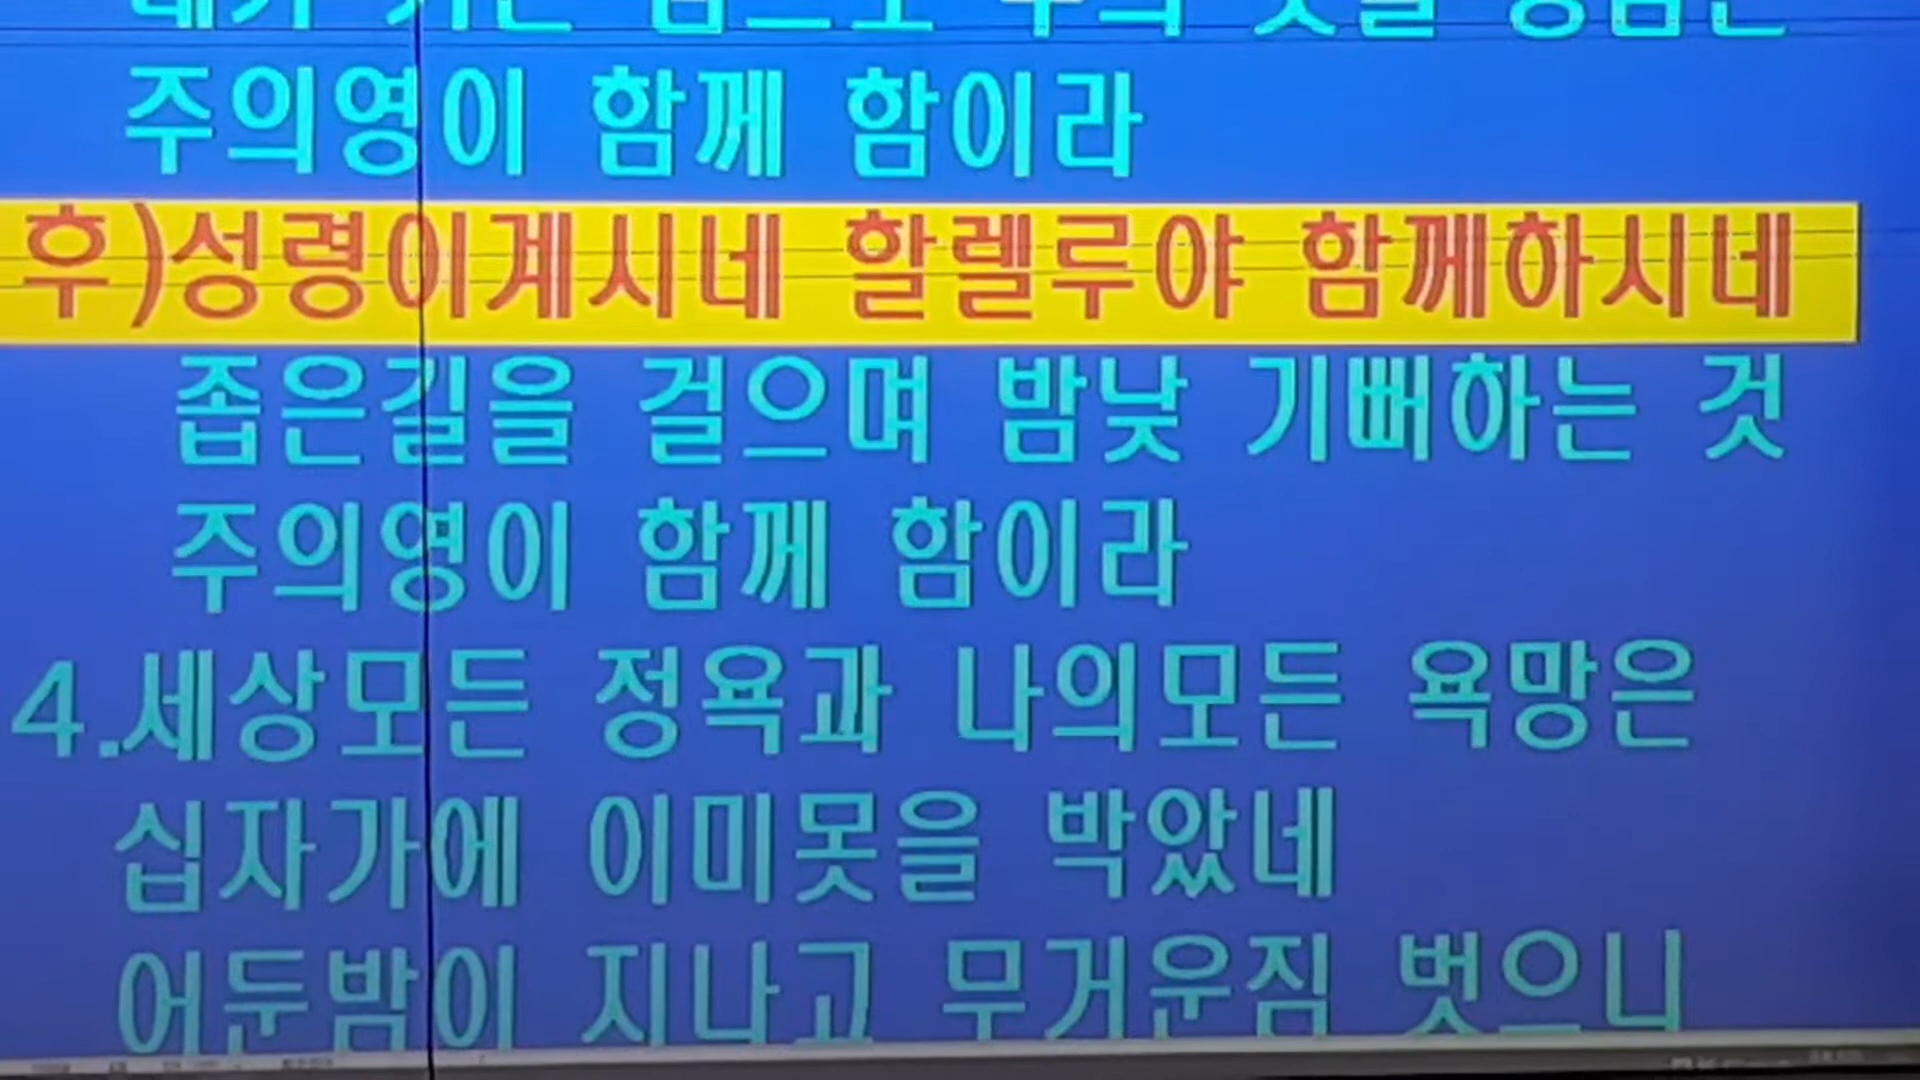 주의영이 함께 함이라
후)성령이계시네 할렐루야 함께하시네
좁은길을 걸으며 밤낮 기뻐하는 것
주의영이 함께 함이라
4.세상모든 정욕과 나의모든 욕망은
십자가에 이미못을 박았네
어둔밤이 지나고 무거운짐 벗으니